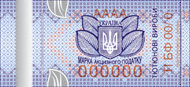 АААА
УКРАЇНА
МАРКА АКЦИЗНОГО ПОДАТКУ
000000
ТЮТЮНОВІ ВИРОБИ